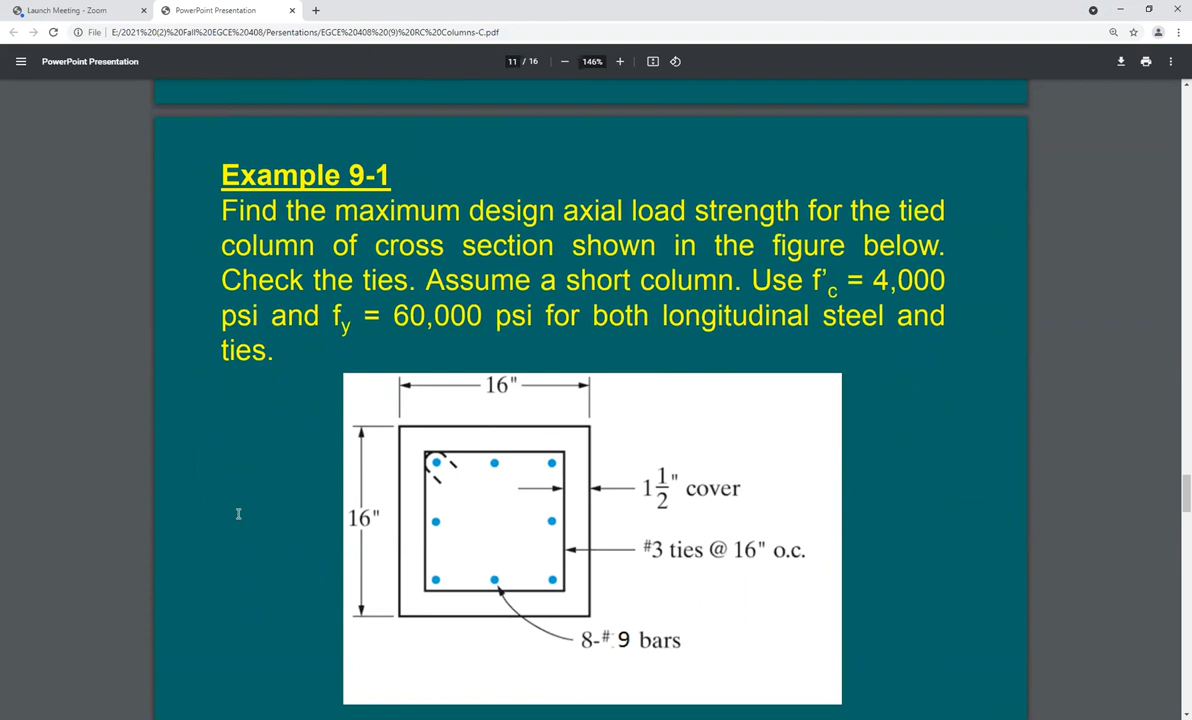 Launch Meeting - Zoom
PowerPoint Presentation
File E:/2021%20(2)%20Fall%20EGCE%20408/Persentations/EGCE%20408%20(9)%20RC%20Columns-C.pdf
PowerPoint Presentation
11 / 16
146%
Example 9-1
Find the maximum design axial load strength for the tied
column of cross section shown in the figure below.
Check the ties. Assume a short column. Use f'c = 4,000
psi and fy = 60,000 psi for both longitudinal steel and
ties.
16"
1 1/2" cover
16"
#3 ties @ 16" o.c.
8-# 9 bars